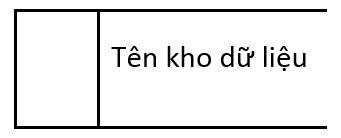 Tên kho dữ liệu